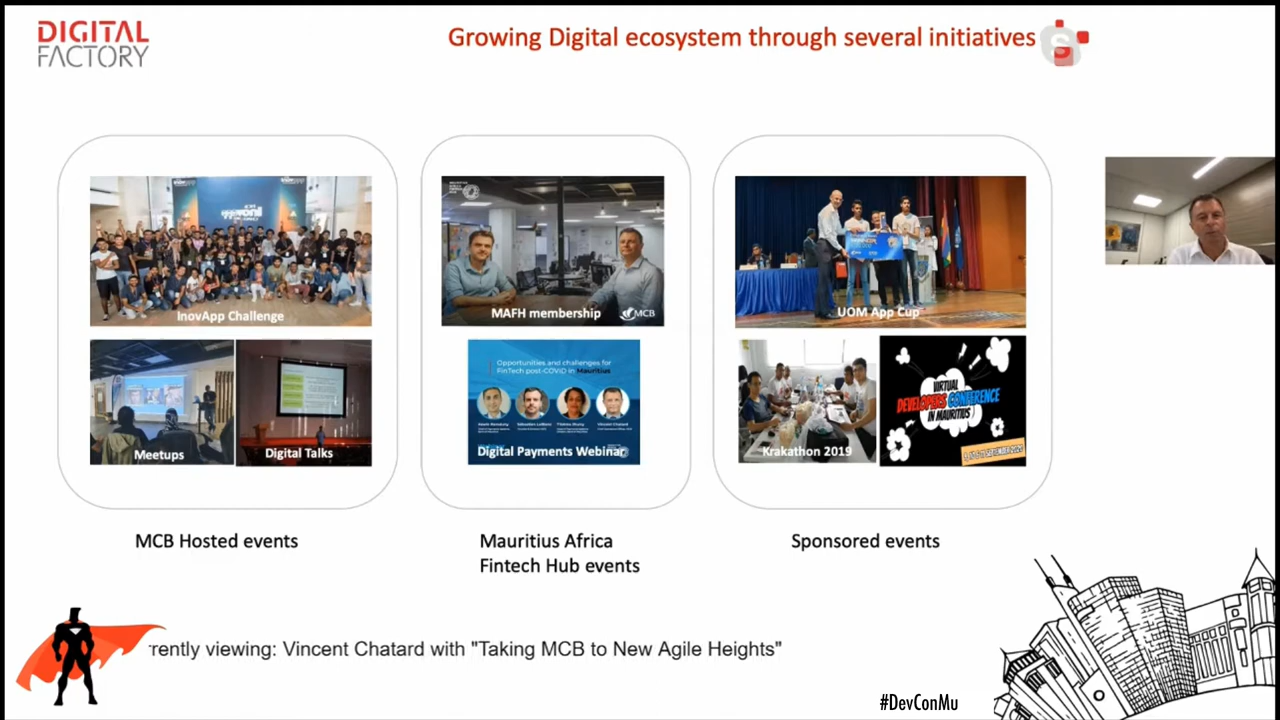 DIGITAL
FACTORY
Growing Digital ecosystem through several initiatives
S
InovApp Challenge
Meetups
Digital Talks
MAFH membership
MCB
Opportunities and challenges for
FinTech post-COVID in Mauritius
Vincent Chatard
Digital Payments Webinar
UOM App Cup
Krakathon 2019
VIRTUAL
DEVELOPERS CONFERENCE
IN MAURITIUS
MCB Hosted events
Mauritius Africa
Fintech Hub events
Sponsored events
rently viewing: Vincent Chatard with "Taking MCB to New Agile Heights"
#DevConMu